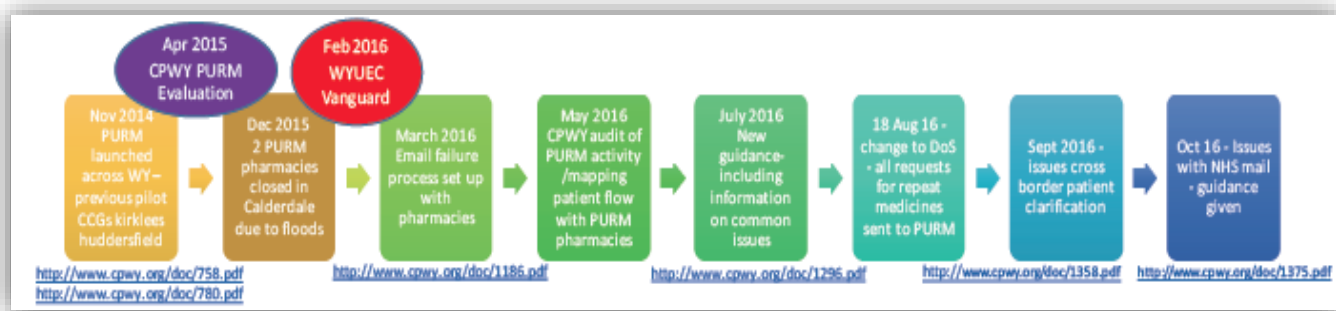 Apr 2015
CPWY PURM
Evaluation
Feb 2016
WYUEC
Vanguard
Nov 2014
PURM
launched
across WY–
previous pilot
CCGs kirklees
huddersfield
Dec 2015
2 PURM
pharmacies
closed in
Calderdale
due to floods
March 2016
Email failure
process set up
with
pharmacies
May 2016
CPWY audit of
PURM activity
/mapping
patient flow
with PURM
pharmacies
July 2016
New
guidance-
including
information
on common
issues
18 Aug 16 -
change to DoS
- all requests
for repeat
medicines
sent to PURM
Sept 2016 -
issues cross
border patient
clarification
Oct 16 - Issues
with NHS mail
- guidance
given
http://www.cpwy.org/doc/758.pdf
http://www.cpwy.org/doc/780.pdf
http://www.cpwy.org/doc/1186.pdf
http://www.cpwy.org/doc/1296.pdf
http://www.cpwy.org/doc/1358.pdf
http://www.cpwy.org/doc/1375.pdf